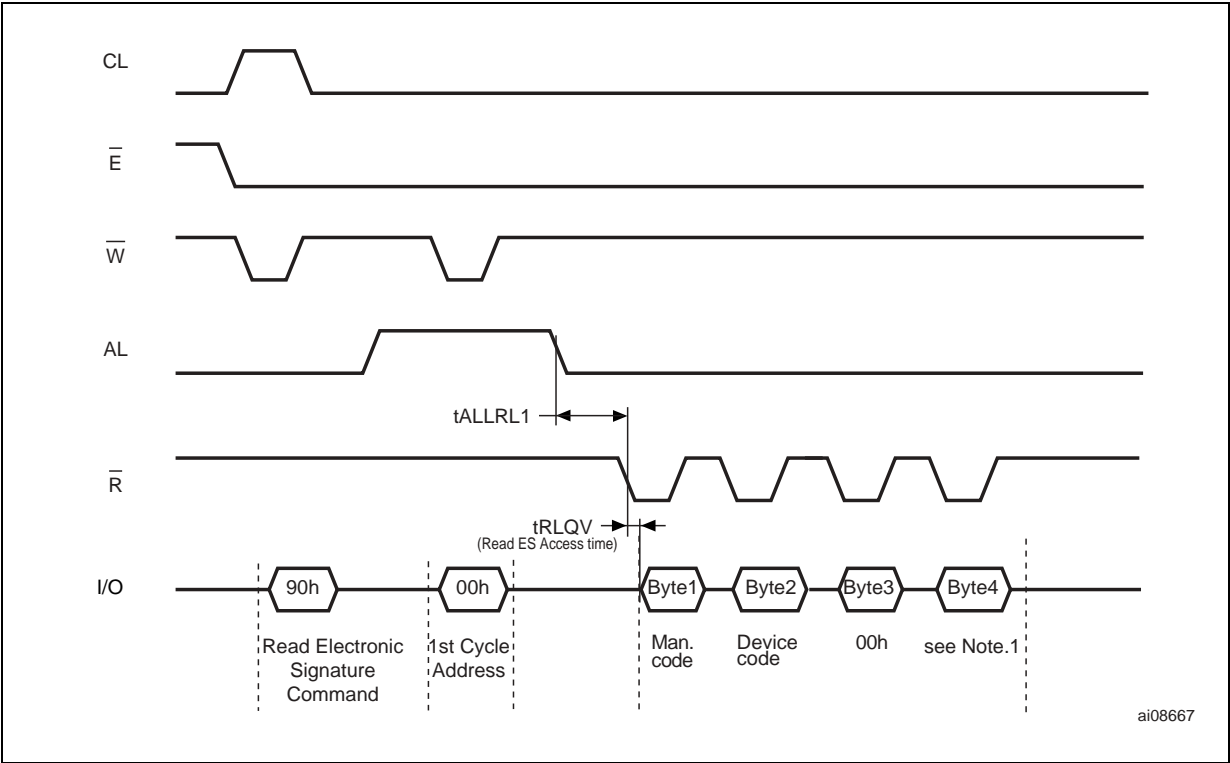 CL
E
W
AL
tALLRL1
R
tRLQV
(Read ES Access time)
I/O
90h
00h
Byte1
Byte2
Byte3
Byte4
Read Electronic
Signature
Command
1st Cycle
Address
Man.
code
Device
code
00h
see Note.1
ai08667